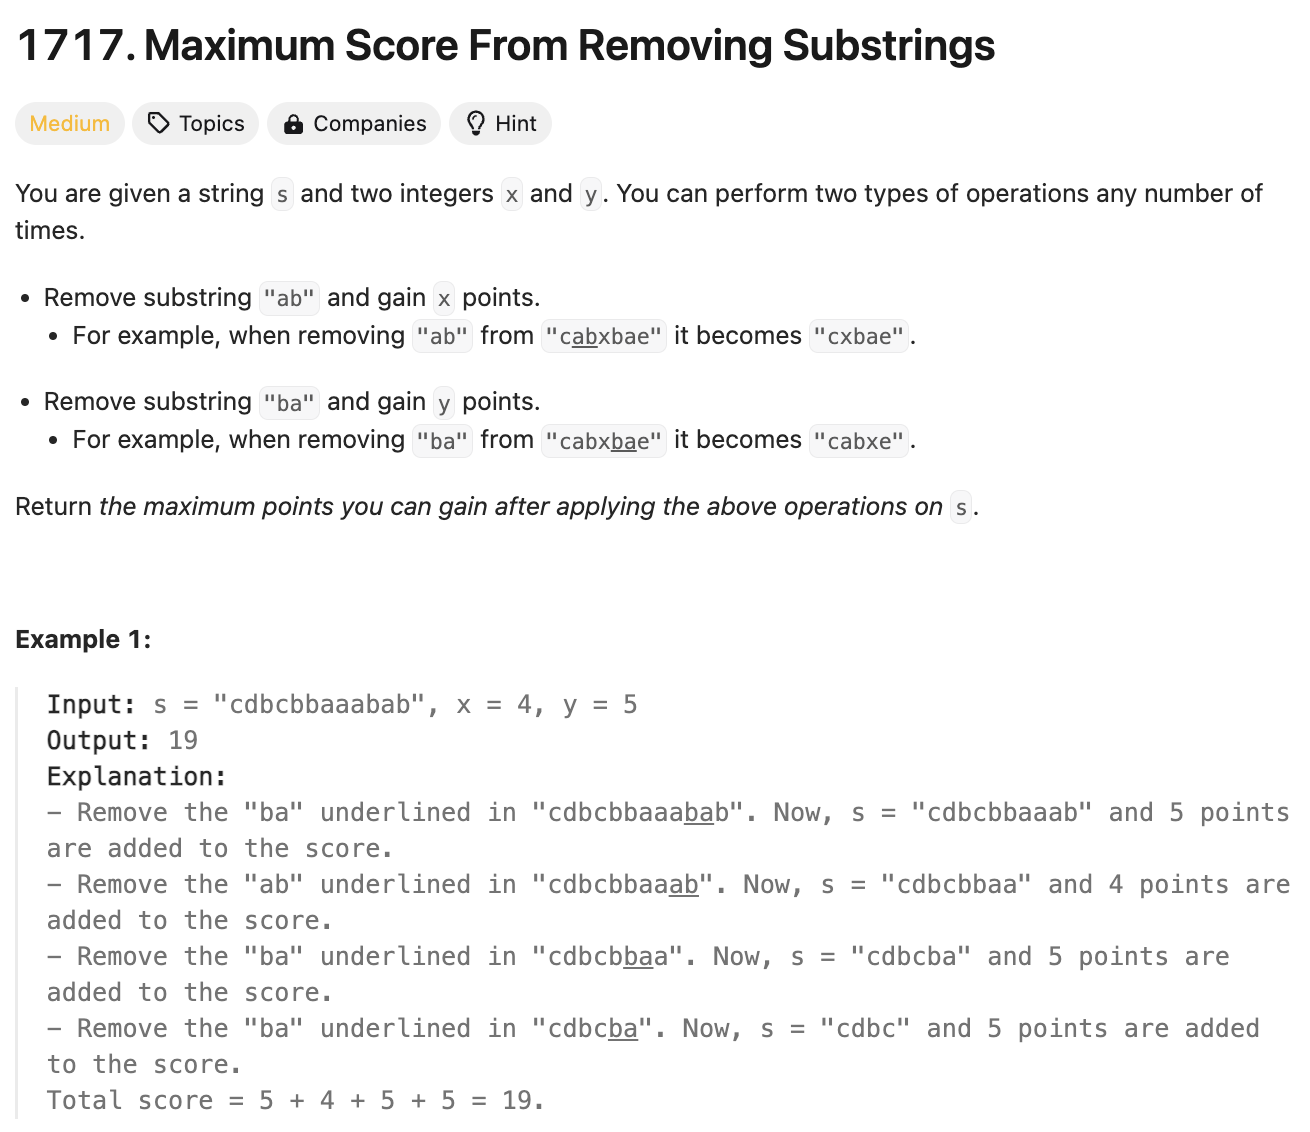 1717. Maximum Score From Removing Substrings
Medium Topics Companies Hint
You are given a string s and two integers x and y. You can perform two types of operations any number of
times.
• Remove substring "ab" and gain x points.
• For example, when removing "ab" from "cabxbae" it becomes "cxbae".
• Remove substring "ba" and gain y points.
• For example, when removing "ba" from "cabxbae" it becomes "cabxe".
Return the maximum points you can gain after applying the above operations on s.
Example 1:
Input: s = "cdbcbbaaabab", x = 4, y = 5
Output: 19
Explanation:
- Remove the "ba" underlined in "cdbcbbaaabab". Now, s = "cdbcbbaaab" and 5 points
are added to the score.
- Remove the "ab" underlined in "cdbcbbaaab". Now, s = "cdbcbbaa" and 4 points are
added to the score.
- Remove the "ba" underlined in "cdbcbbaa". Now, s = "cdbcba" and 5 points are
added to the score.
- Remove the "ba" underlined in "cdbcba". Now, s = "cdbc" and 5 points are added
to the score.
Total score = 5 + 4 + 5 + 5 = 19.